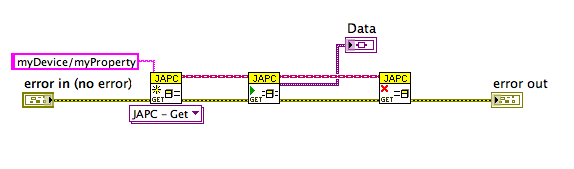 Data
myDevice/myProperty
JAPC
JAPC
JAPC
error in (no error)
error out
GET
GET
GET
JAPC - Get